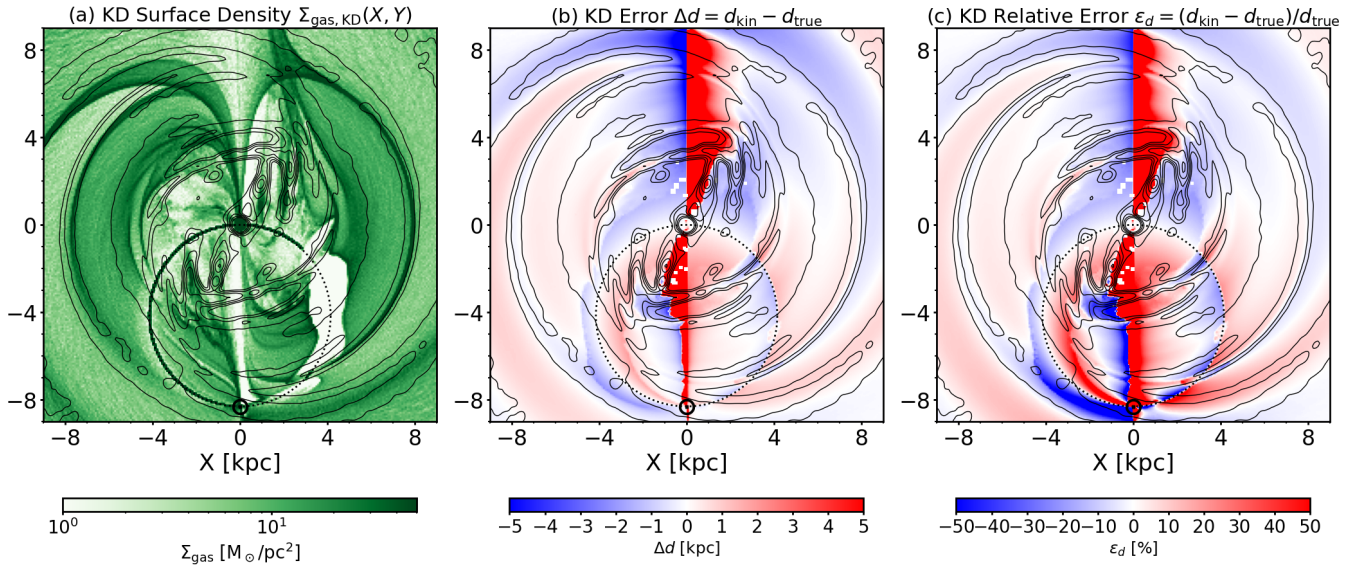 (a) KD Surface Density Σgas,KD(X, Y)
(b) KD Error Δd = dkin − dtrue
(c) KD Relative Error εd = (dkin − dtrue)/dtrue
8
4
0
−4
−8
8
4
0
−4
−8
8
4
0
−4
−8
−8 −4 0 4 8
−8 −4 0 4 8
−8 −4 0 4 8
X [kpc]
X [kpc]
X [kpc]
10⁰ 10¹
Σgas [M⊙/pc²]
−5 −4 −3 −2 −1 0 1 2 3 4 5
Δd [kpc]
−50 −40 −30 −20 −10 0 10 20 30 40 50
εd [%]